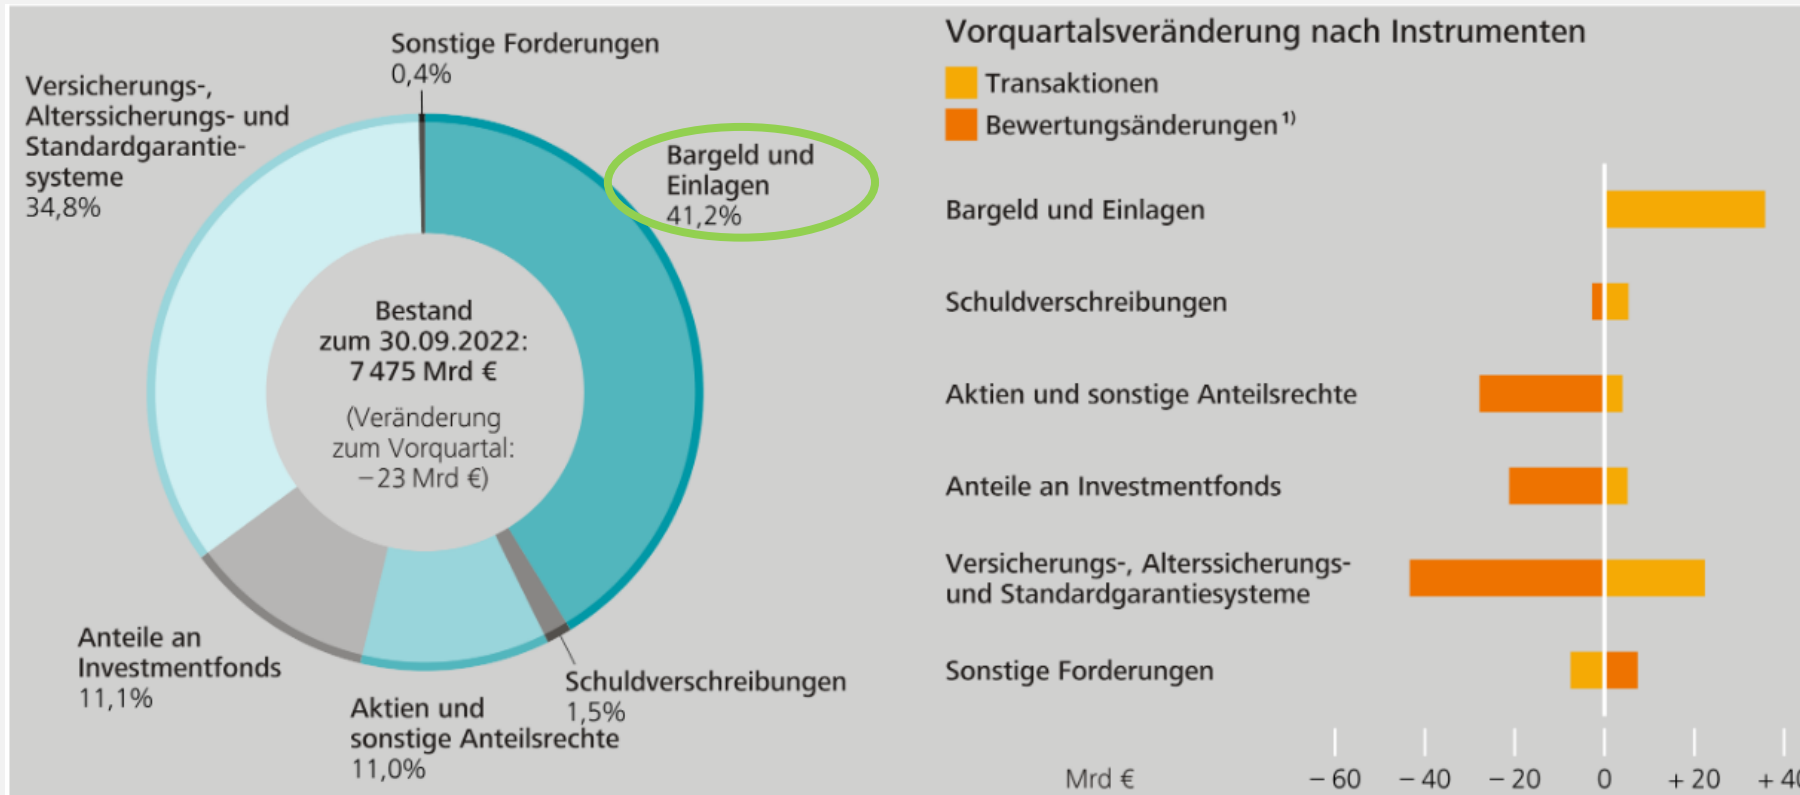 Sonstige Forderungen
0,4%
Versicherungs-,
Alterssicherungs- und
Standardgarantie-
systeme
34,8%
Bargeld und
Einlagen
41,2%
Bestand
zum 30.09.2022:
7 475 Mrd €
(Veränderung
zum Vorquartal:
−23 Mrd €)
Anteile an
Investmentfonds
11,1%
Aktien und
sonstige Anteilsrechte
11,0%
Schuldverschreibungen
1,5%
Vorquartalsveränderung nach Instrumenten
Transaktionen
Bewertungsänderungen 1)
Bargeld und Einlagen
Schuldverschreibungen
Aktien und sonstige Anteilsrechte
Anteile an Investmentfonds
Versicherungs-, Alterssicherungs-
und Standardgarantiesysteme
Sonstige Forderungen
Mrd € − 60 − 40 − 20 0 + 20 + 40